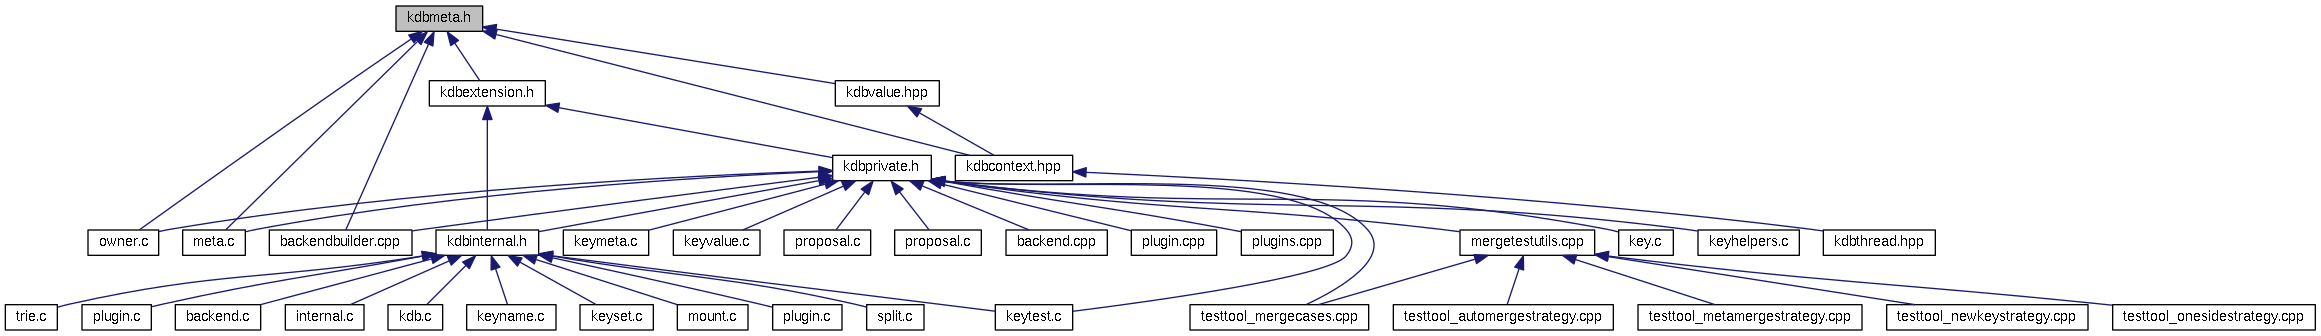 kdbmeta.h
kdbextension.h
kdbvalue.hpp
kdbprivate.h
kdbcontext.hpp
owner.c
meta.c
backendbuilder.cpp
kdbinternal.h
keymeta.c
keyvalue.c
proposal.c
proposal.c
backend.cpp
plugin.cpp
plugins.cpp
mergetestutils.cpp
key.c
keyhelpers.c
kdbthread.hpp
trie.c
plugin.c
backend.c
internal.c
kdb.c
keyname.c
keyset.c
mount.c
plugin.c
split.c
keytest.c
testtool_mergecases.cpp
testtool_automergestrategy.cpp
testtool_metamergestrategy.cpp
testtool_newkeystrategy.cpp
testtool_onesidestrategy.cpp